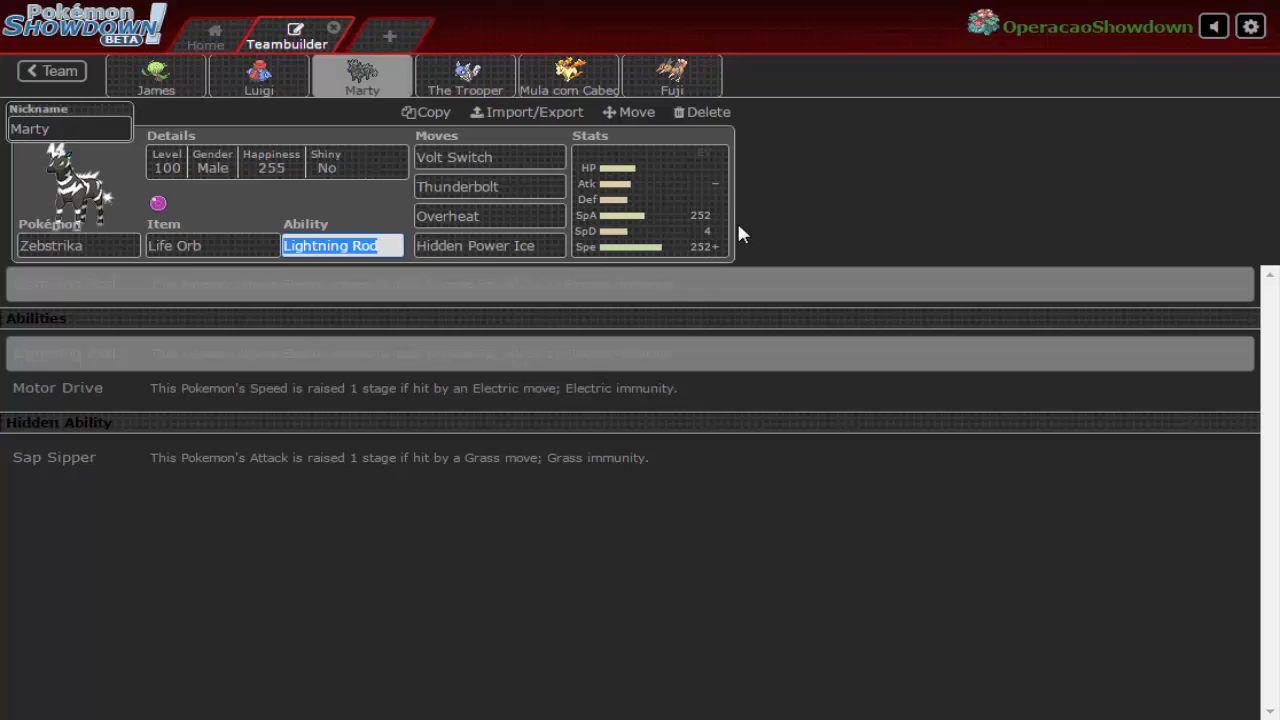 Pokémon
SHOWDOWN!
BETA
Home
Teambuilder
OperacaoShowdown
Team
James
Luigi
Marty
The Trooper
Mula com Cabeç
Fuji
Nickname
Marty
Copy
Import/Export
Move
Delete
Details
Level
100
Gender
Male
Happiness
255
Shiny
No
Pokémon
Zebstrika
Item
Life Orb
Ability
Lightning Rod
Moves
Volt Switch
Thunderbolt
Overheat
Hidden Power Ice
Stats
EV
HP
Atk
Def
SpA 252
SpD 4
Spe 252+
Abilities
Motor Drive This Pokemon's Speed is raised 1 stage if hit by an Electric move; Electric immunity.
Hidden Ability
Sap Sipper This Pokemon's Attack is raised 1 stage if hit by a Grass move; Grass immunity.